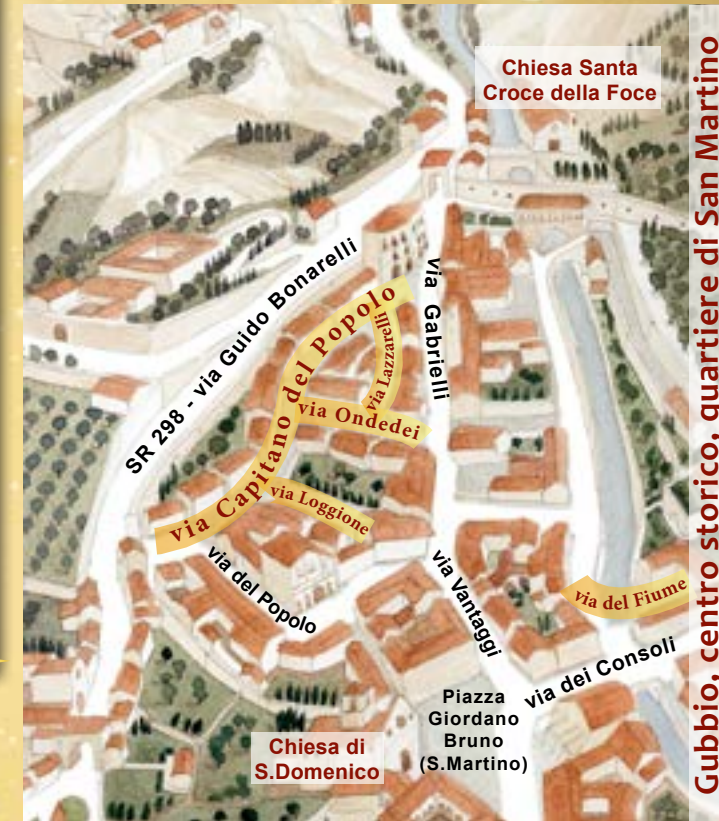 Chiesa Santa
Croce della Foce
SR 298 - via Guido Bonarelli
via Gabrielli
via Capitano del Popolo
via Lazzarelli
via Ondedei
via Loggione
via del Popolo
via Vantaggi
via del Fiume
via dei Consoli
Piazza
Giordano
Bruno
(S.Martino)
Chiesa di
S.Domenico
Gubbio, centro storico, quartiere di San Martino